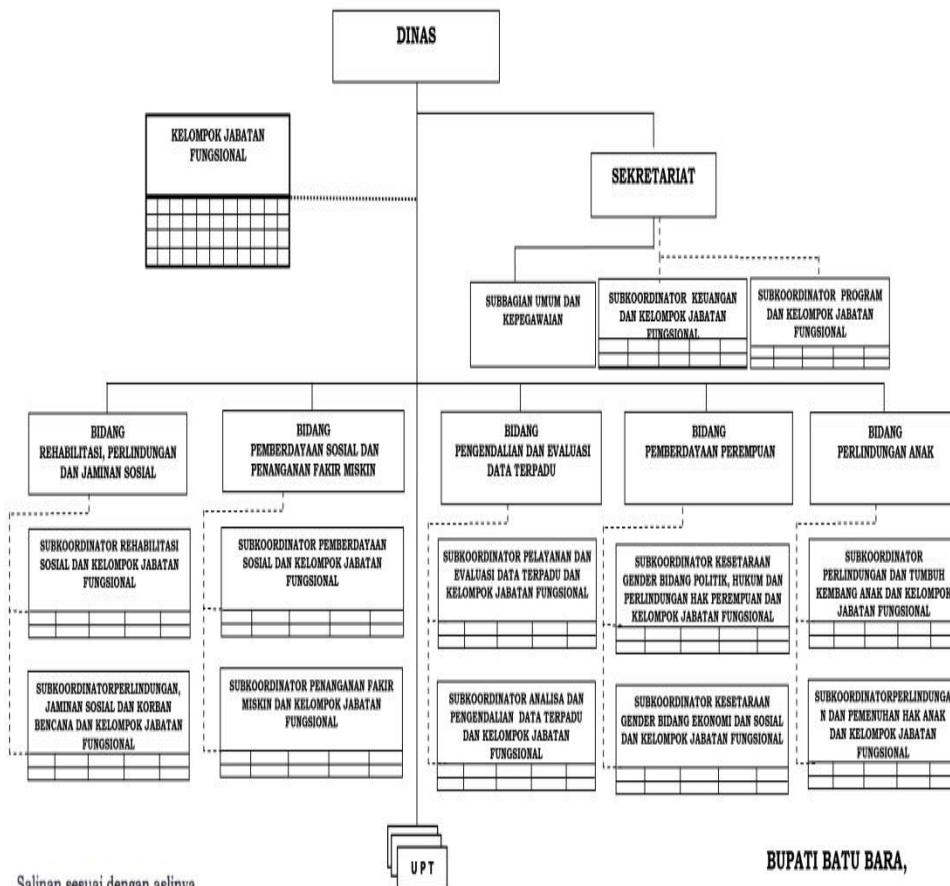 DINAS
KELOMPOK JABATAN
FUNGSIONAL
SEKRETARIAT
SUBBAGIAN UMUM DAN
KEPEGAWAIAN
SUBKOORDINATOR KEUANGAN
DAN KELOMPOK JABATAN
FUNGSIONAL
SUBKOORDINATOR PROGRAM
DAN KELOMPOK JABATAN
FUNGSIONAL
BIDANG
REHABILITASI, PERLINDUNGAN
DAN JAMINAN SOSIAL
BIDANG
PEMBERDAYAAN SOSIAL DAN
PENANGANAN FAKIR MISKIN
BIDANG
PENGENDALIAN DAN EVALUASI
DATA TERPADU
BIDANG
PEMBERDAYAAN PEREMPUAN
BIDANG
PERLINDUNGAN ANAK
SUBKOORDINATOR REHABILITASI
SOSIAL DAN KELOMPOK JABATAN
FUNGSIONAL
SUBKOORDINATOR PEMBERDAYAAN
SOSIAL DAN KELOMPOK JABATAN
FUNGSIONAL
SUBKOORDINATOR PELAYANAN DAN
EVALUASI DATA TERPADU DAN
KELOMPOK JABATAN FUNGSIONAL
SUBKOORDINATOR KESETARAAN
GENDER BIDANG POLITIK, HUKUM DAN
PERLINDUNGAN HAK PEREMPUAN DAN
KELOMPOK JABATAN FUNGSIONAL
SUBKOORDINATOR
PERLINDUNGAN DAN TUMBUH
KEMBANG ANAK DAN KELOMPOK
JABATAN FUNGSIONAL
SUBKOORDINATORPERLINDUNGAN,
JAMINAN SOSIAL DAN KORBAN
BENCANA DAN KELOMPOK JABATAN
FUNGSIONAL
SUBKOORDINATOR PENANGANAN FAKIR
MISKIN DAN KELOMPOK JABATAN
FUNGSIONAL
SUBKOORDINATOR ANALISA DAN
PENGENDALIAN DATA TERPADU
DAN KELOMPOK JABATAN
FUNGSIONAL
SUBKOORDINATOR KESETARAAN
GENDER BIDANG EKONOMI DAN SOSIAL
DAN KELOMPOK JABATAN FUNGSIONAL
SUBKOORDINATORPERLINDUNGA
N DAN PEMENUHAN HAK ANAK
DAN KELOMPOK JABATAN
FUNGSIONAL
UPT
BUPATI BATU BARA,
Salinan sesuai dengan aslinya